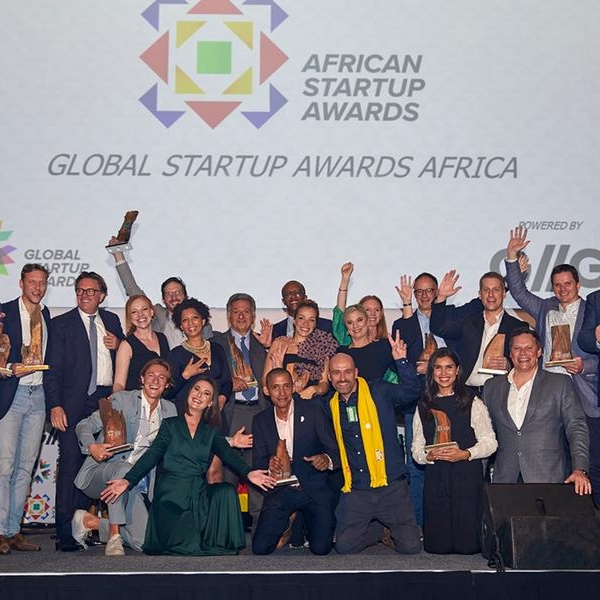 AFRICAN
STARTUP
AWARDS
GLOBAL STARTUP AWARDS AFRICA
POWERED BY
GLOBAL
STARTUP
AWARDS